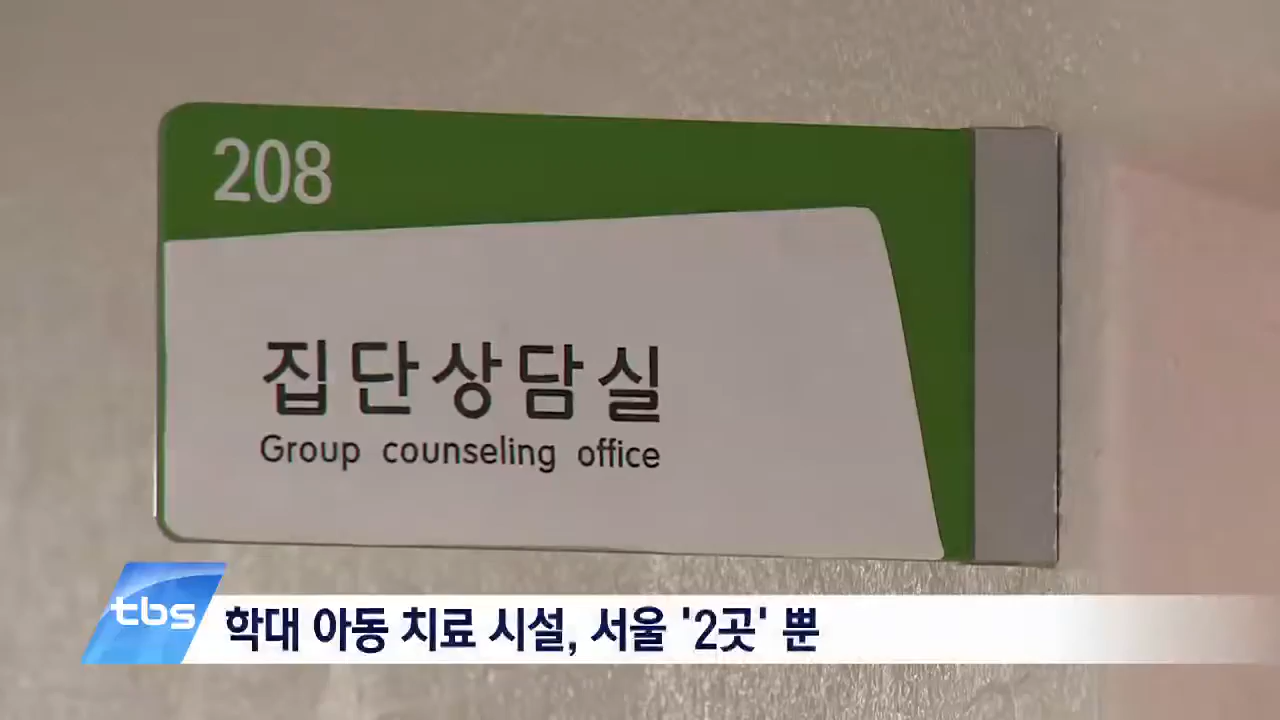 208
집단상담실
Group counseling office
tbs
학대 아동 치료 시설, 서울 '2곳' 뿐